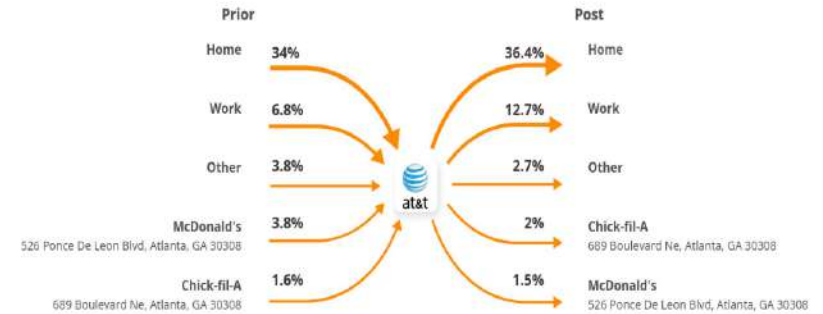 Prior
Post
Home 34%
36.4% Home
Work 6.8%
12.7% Work
Other 3.8%
2.7% Other
at&t
McDonald's 3.8%
526 Ponce De Leon Blvd, Atlanta, GA 30308
2% Chick-fil-A
689 Boulevard Ne, Atlanta, GA 30308
Chick-fil-A 1.6%
689 Boulevard Ne, Atlanta, GA 30308
1.5% McDonald's
526 Ponce De Leon Blvd, Atlanta, GA 30308